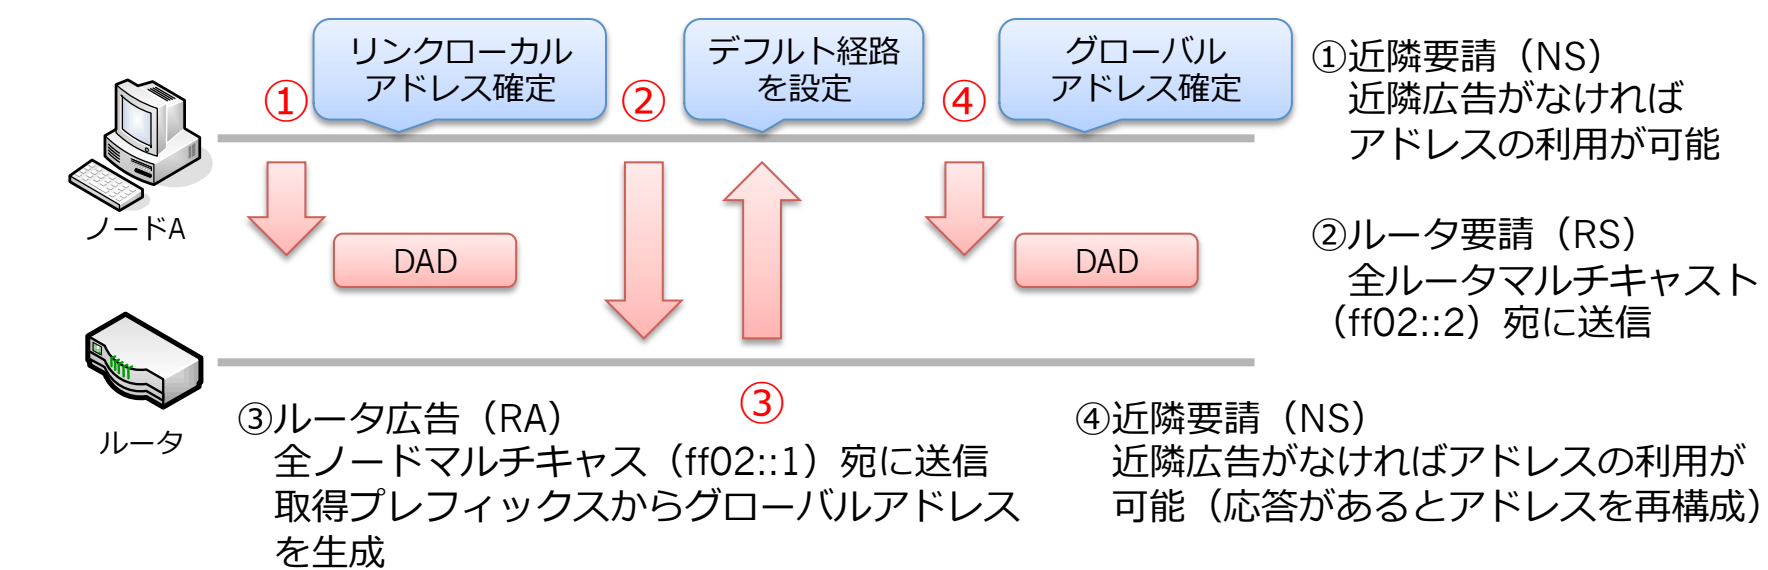 リンクローカル
アドレス確定
デフルト経路
を設定
グローバル
アドレス確定
①
②
④
①近隣要請（NS）
近隣広告がなければ
アドレスの利用が可能
ノードA
DAD
DAD
②ルータ要請（RS）
全ルータマルチキャスト
（ff02::2）宛に送信
ルータ
③
③ルータ広告（RA）
全ノードマルチキャス（ff02::1）宛に送信
取得プレフィックスからグローバルアドレス
を生成
④近隣要請（NS）
近隣広告がなければアドレスの利用が
可能（応答があるとアドレスを再構成）